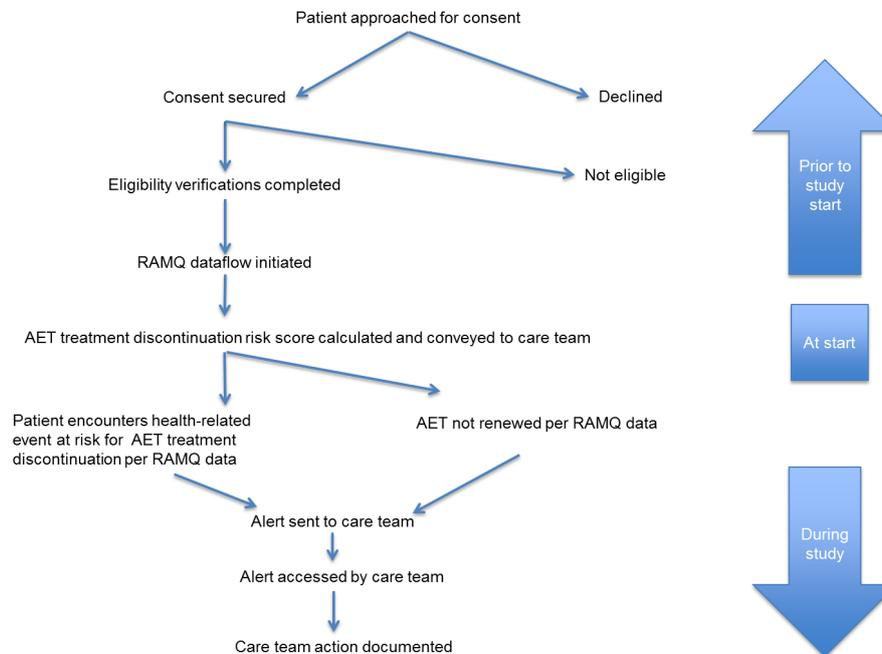 Patient approached for consent
Consent secured
Declined
Not eligible
Eligibility verifications completed
Prior to
study
start
RAMQ dataflow initiated
AET treatment discontinuation risk score calculated and conveyed to care team
At start
Patient encounters health-related
event at risk for AET treatment
discontinuation per RAMQ data
AET not renewed per RAMQ data
Alert sent to care team
During
study
Alert accessed by care team
Care team action documented